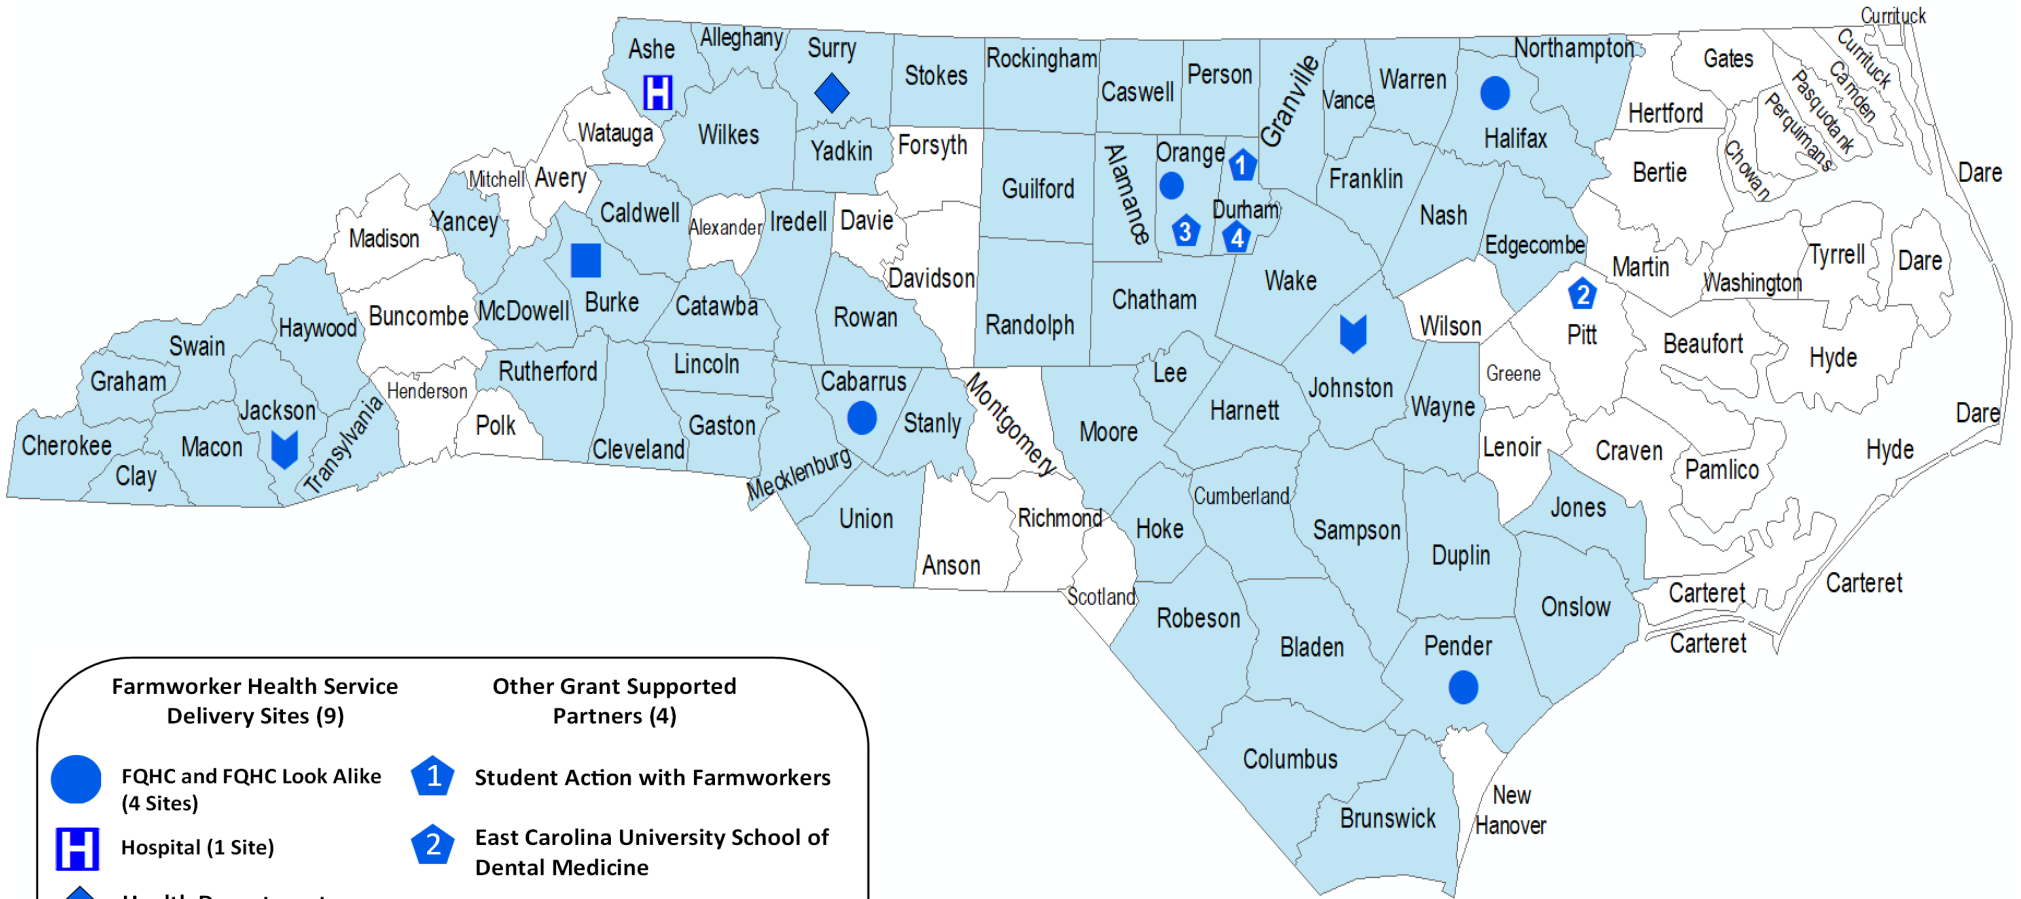 Currituck
Ashe
Alleghany
Surry
Stokes
Rockingham
Caswell
Person
Granville
Vance
Warren
Northampton
Halifax
Gates
Hertford
Currituck
Camden
Pasquotank
Perquimans
Chowan
Bertie
Dare
H
Watauga
Wilkes
Yadkin
Forsyth
Guilford
Alamance
Orange
1
Durham
3
4
Franklin
Nash
Edgecombe
Martin
Washington
Tyrrell
Dare
Mitchell
Avery
Yancey
Caldwell
Alexander
Iredell
Davie
Davidson
Madison
Buncombe
McDowell
Burke
Catawba
Rowan
Randolph
Chatham
Wake
Wilson
2
Pitt
Beaufort
Hyde
Haywood
Swain
Graham
Jackson
Transylvania
Henderson
Polk
Rutherford
Cleveland
Lincoln
Gaston
Cabarrus
Stanly
Mecklenburg
Montgomery
Moore
Lee
Harnett
Johnston
Wayne
Greene
Lenoir
Craven
Pamlico
Hyde
Dare
Cherokee
Clay
Macon
Union
Anson
Richmond
Scotland
Hoke
Cumberland
Sampson
Duplin
Jones
Onslow
Carteret
Carteret
Carteret
Robeson
Bladen
Pender
Columbus
Brunswick
New
Hanover
Farmworker Health Service
Delivery Sites (9)
FQHC and FQHC Look Alike
(4 Sites)
H
Hospital (1 Site)
Other Grant Supported
Partners (4)
1
Student Action with Farmworkers
2
East Carolina University School of
Dental Medicine